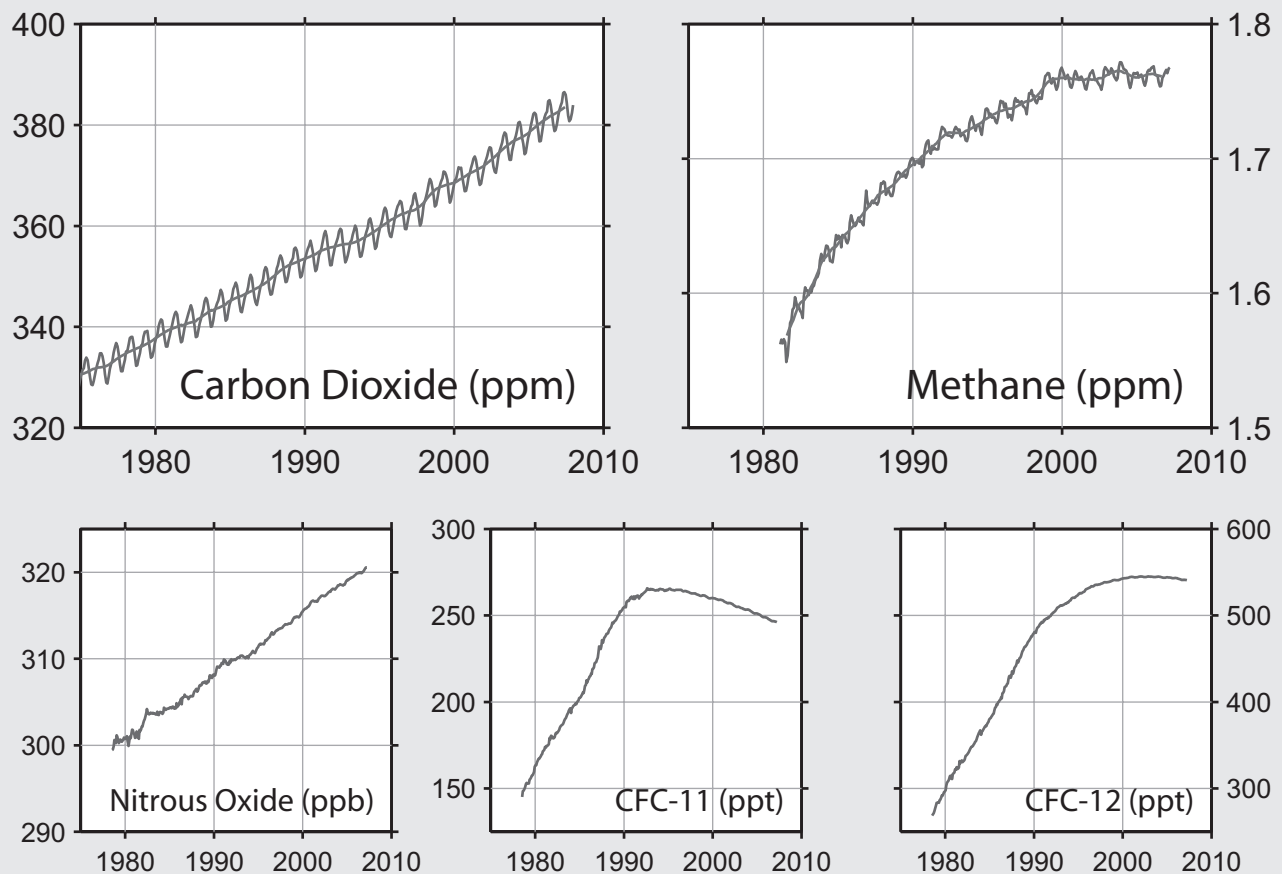 400
380
360
340
320
Carbon Dioxide (ppm)
1980 1990 2000 2010
1.8
1.7
1.6
1.5
Methane (ppm)
1980 1990 2000 2010
320
310
300
290
Nitrous Oxide (ppb)
1980 1990 2000 2010
300
250
200
150
CFC-11 (ppt)
1980 1990 2000 2010
600
500
400
300
CFC-12 (ppt)
1980 1990 2000 2010